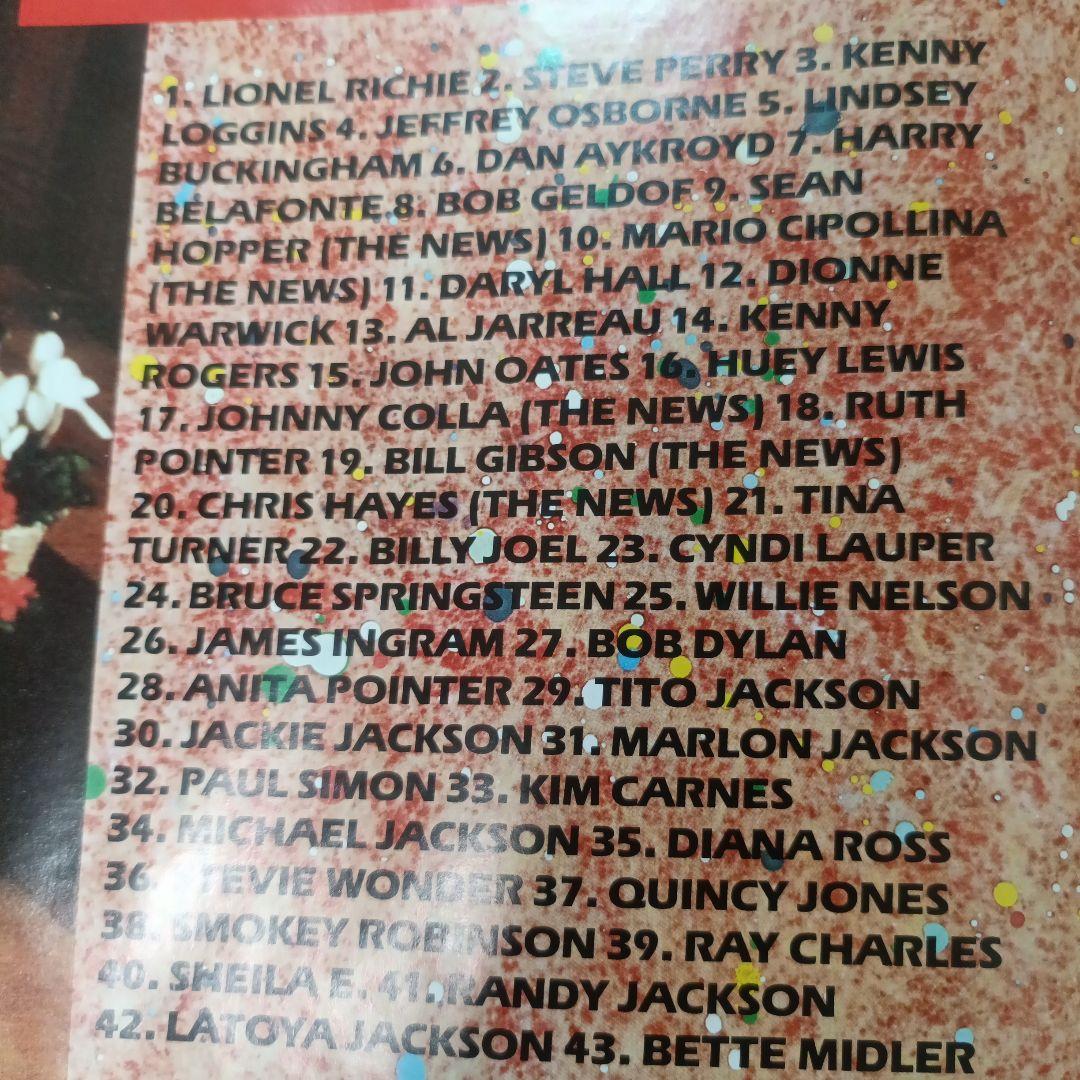 1. LIONEL RICHIE 2. STEVE PERRY 3. KENNY
LOGGINS 4. JEFFREY OSBORNE 5. LINDSEY
BUCKINGHAM 6. DAN AYKROYD 7. HARRY
BELAFONTE 8. BOB GELDOF 9. SEAN
HOPPER (THE NEWS) 10. MARIO CIPOLLINA
(THE NEWS) 11. DARYL HALL 12. DIONNE
WARWICK 13. AL JARREAU 14. KENNY
ROGERS 15. JOHN OATES 16. HUEY LEWIS
17. JOHNNY COLLA (THE NEWS) 18. RUTH
POINTER 19. BILL GIBSON (THE NEWS)
20. CHRIS HAYES (THE NEWS) 21. TINA
TURNER 22. BILLY JOEL 23. CYNDI LAUPER
24. BRUCE SPRINGSTEEN 25. WILLIE NELSON
26. JAMES INGRAM 27. BOB DYLAN
28. ANITA POINTER 29. TITO JACKSON
30. JACKIE JACKSON 31. MARLON JACKSON
32. PAUL SIMON 33. KIM CARNES
34. MICHAEL JACKSON 35. DIANA ROSS
36. STEVIE WONDER 37. QUINCY JONES
38. SMOKEY ROBINSON 39. RAY CHARLES
40. SHEILA E. 41. RANDY JACKSON
42. LATOYA JACKSON 43. BETTE MIDLER